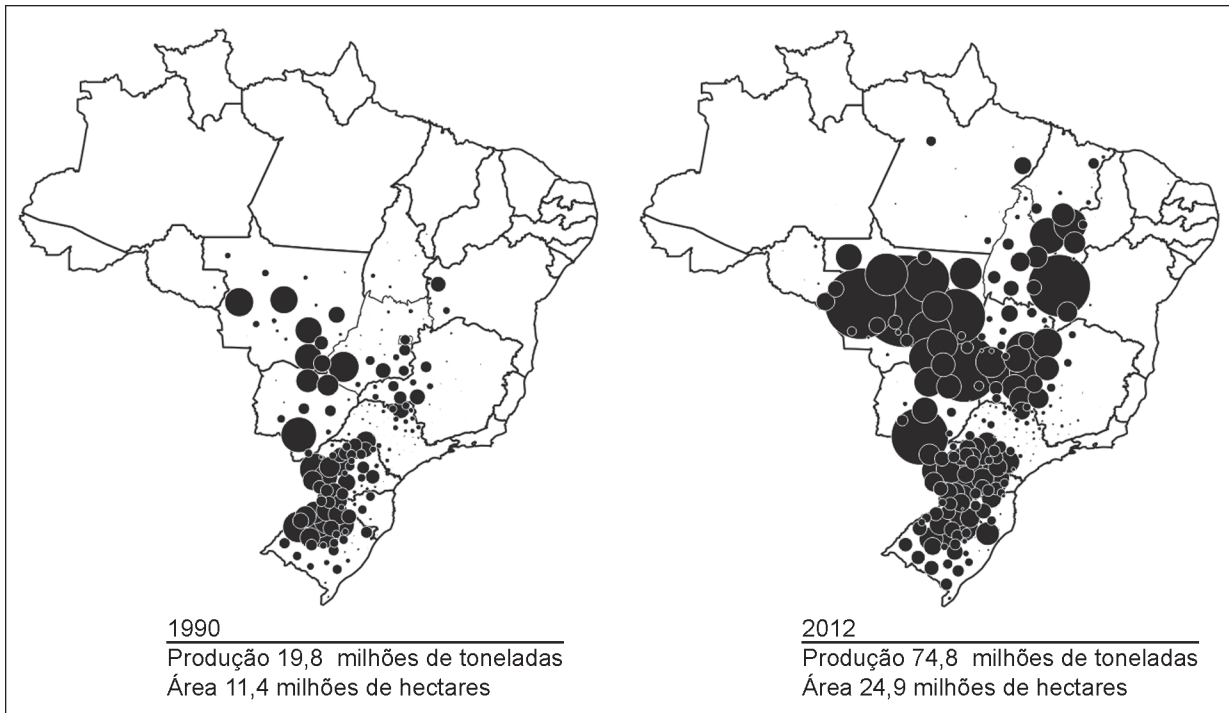 1990
Produção 19,8 milhões de toneladas
Área 11,4 milhões de hectares
2012
Produção 74,8 milhões de toneladas
Área 24,9 milhões de hectares